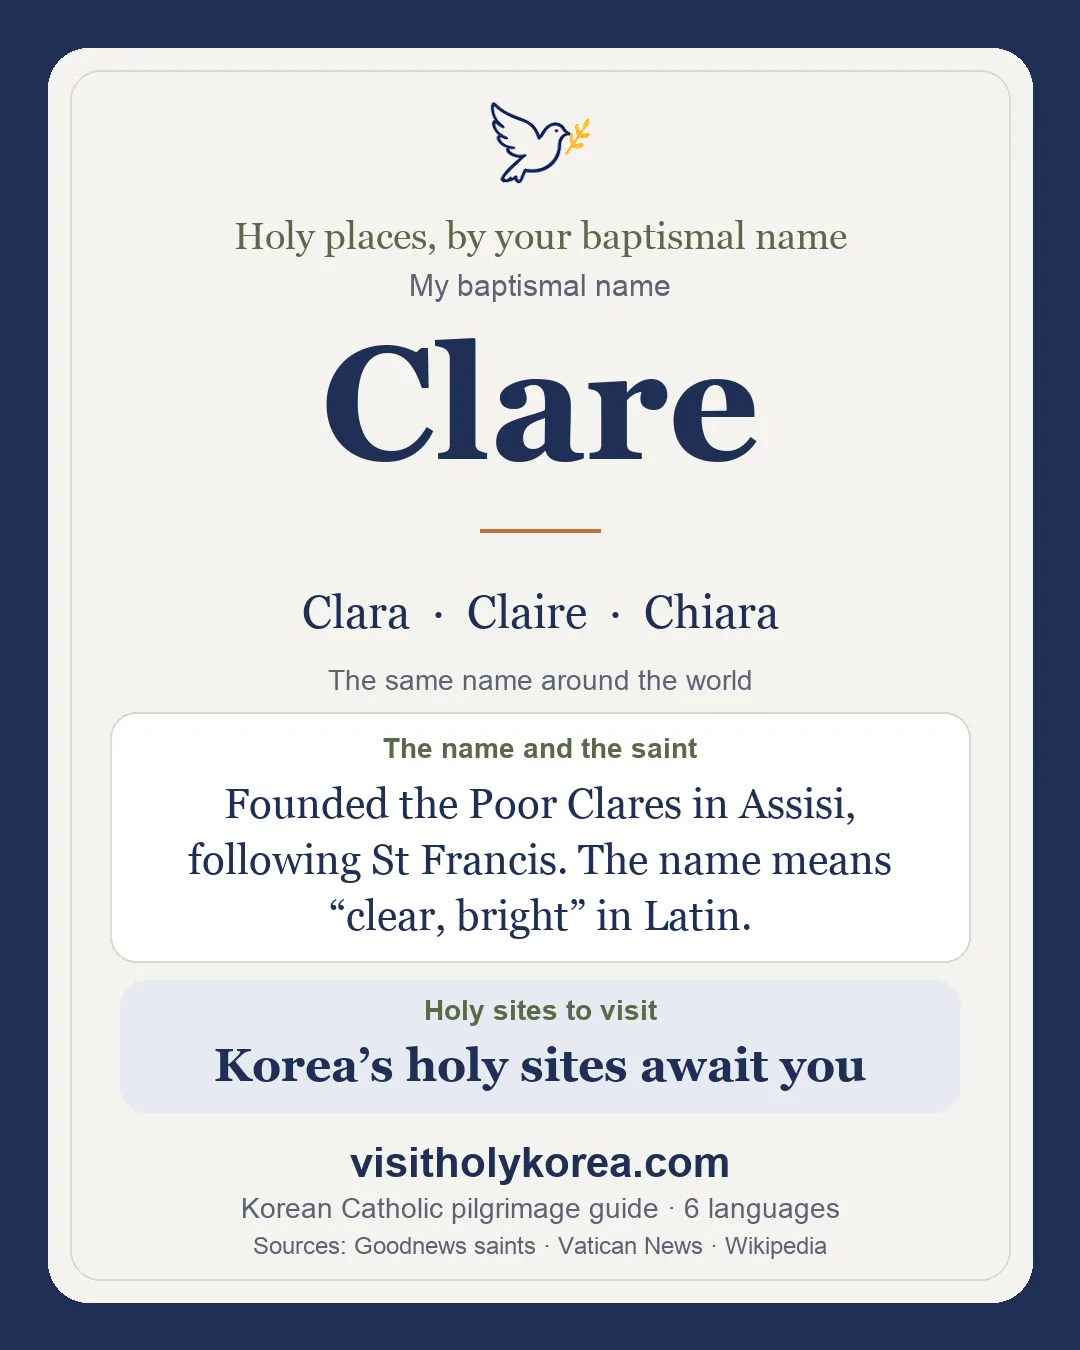 Holy places, by your baptismal name
My baptismal name
Clare
Clara · Claire · Chiara
The same name around the world
The name and the saint
Founded the Poor Clares in Assisi,
following St Francis. The name means
“clear, bright” in Latin.
Holy sites to visit
Korea’s holy sites await you
visitholykorea.com
Korean Catholic pilgrimage guide · 6 languages
Sources: Goodnews saints · Vatican News · Wikipedia